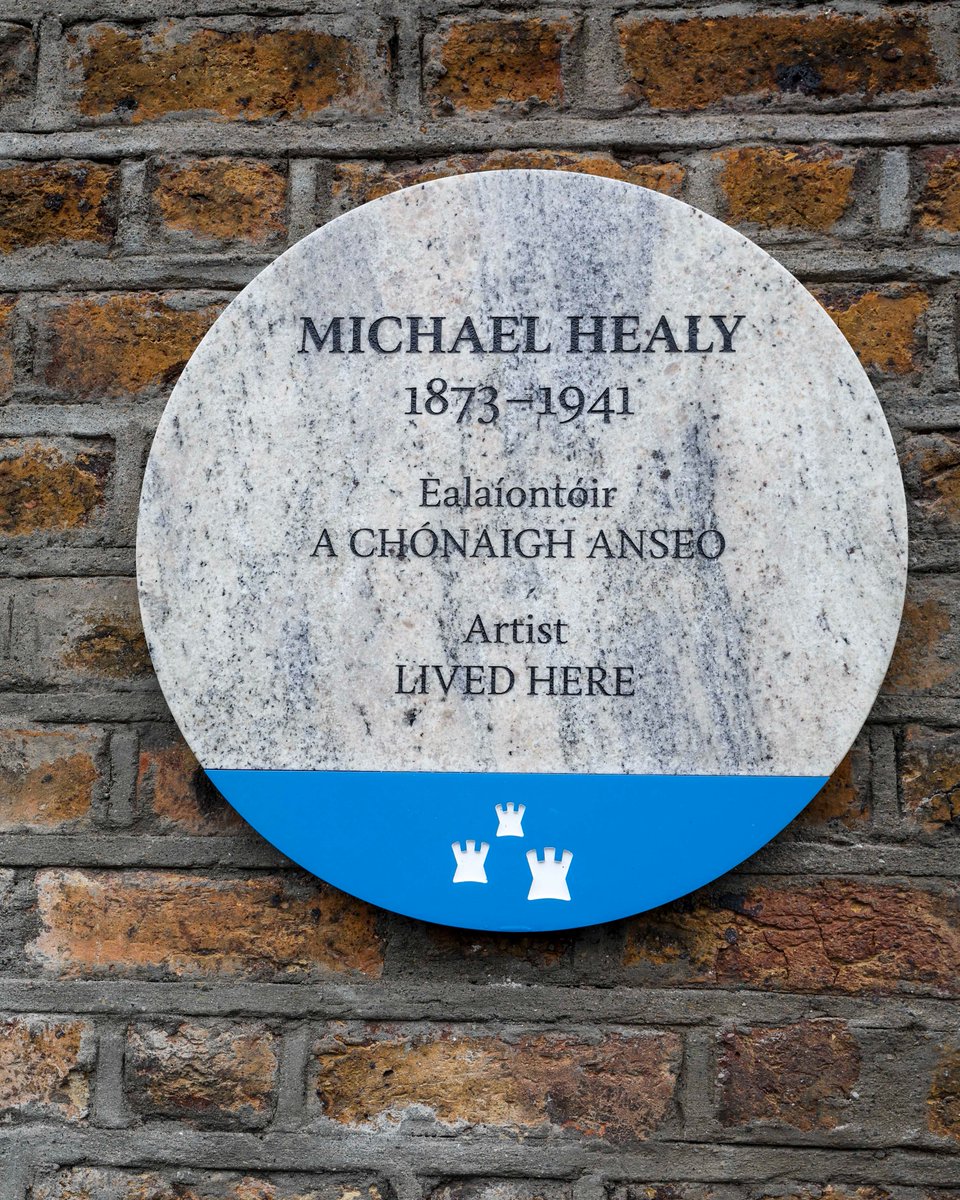 MICHAEL HEALY
1873–1941
Ealaíontóir
A CHÓNAIGH ANSEO
Artist
LIVED HERE